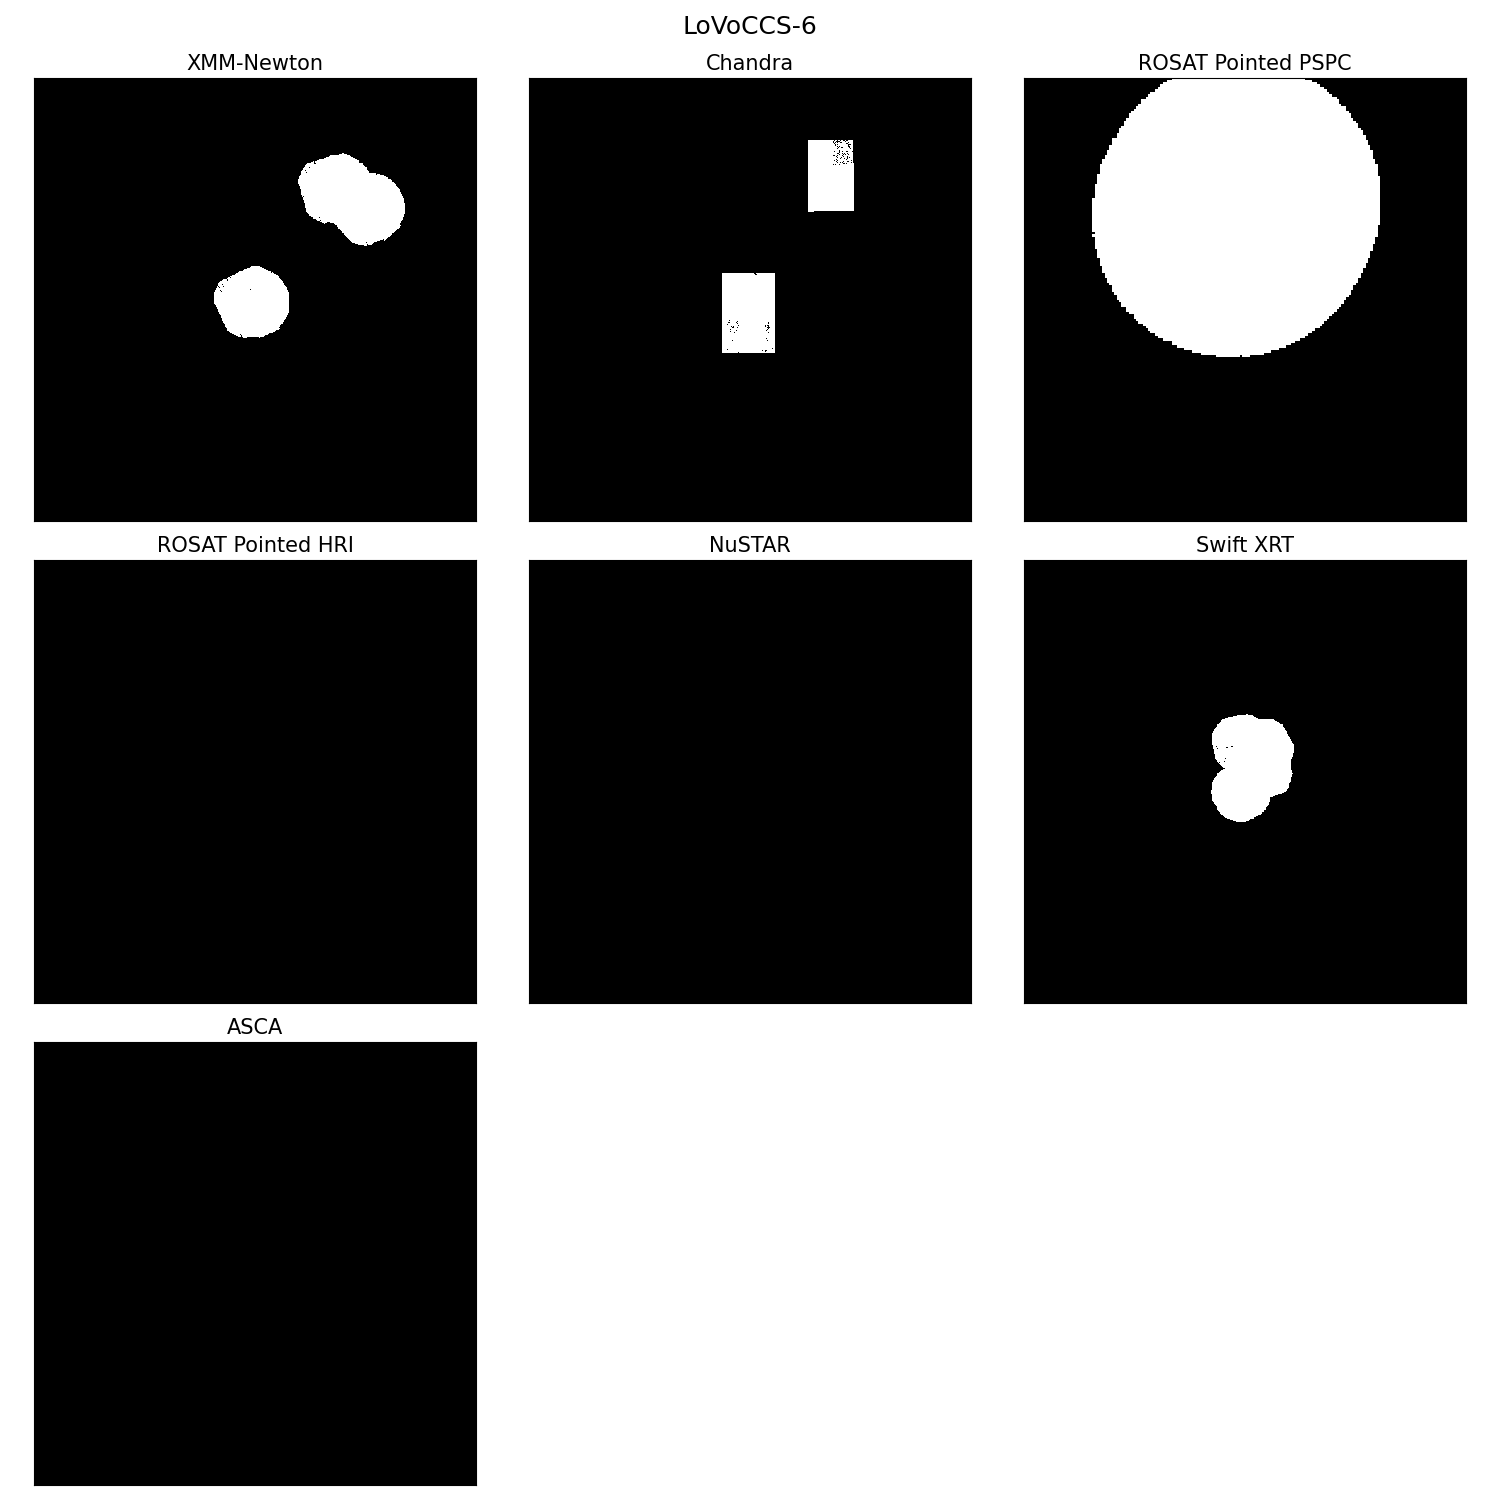 LoVoCCS-6
XMM-Newton
Chandra
ROSAT Pointed PSPC
ROSAT Pointed HRI
NuSTAR
Swift XRT
ASCA